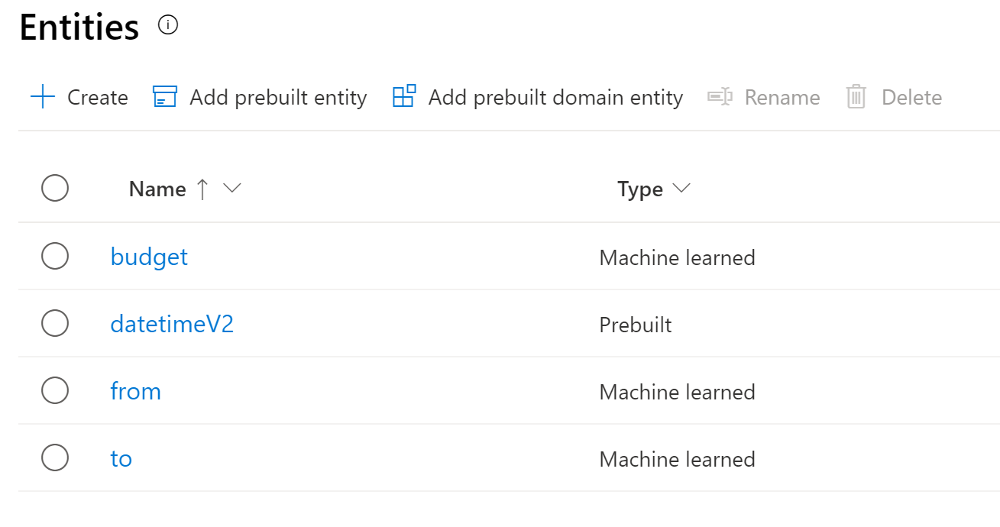 Entities
Create Add prebuilt entity Add prebuilt domain entity Rename Delete
Name Type
budget Machine learned
datetimeV2 Prebuilt
from Machine learned
to Machine learned